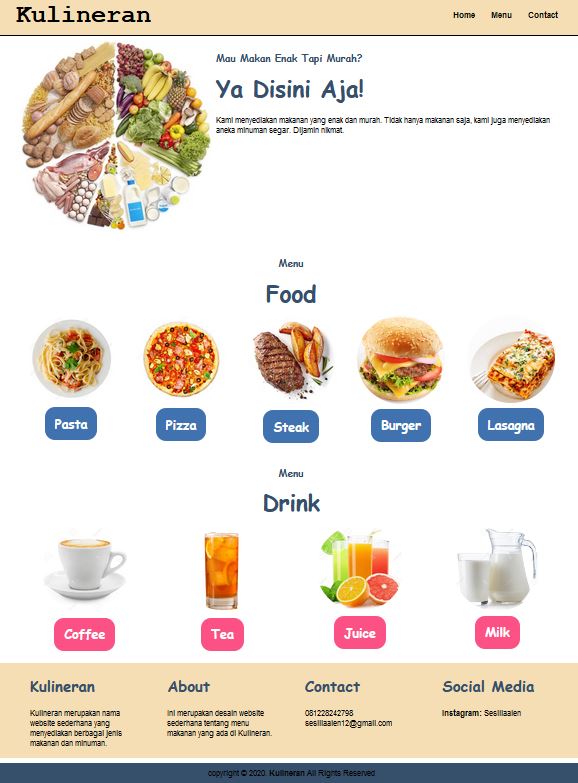 Kulineran
Home Menu Contact
Mau Makan Enak Tapi Murah?
Ya Disini Aja!
Kami menyediakan makanan yang enak dan murah. Tidak hanya makanan saja, kami juga menyediakan
aneka minuman segar. Dijamin nikmat.
Menu
Food
Pasta
Pizza
Steak
Burger
Lasagna
Menu
Drink
Coffee
Tea
Juice
Milk
Kulineran
Kulineran merupakan nama
website sederhana yang
menyediakan berbagai jenis
makanan dan minuman.
About
Ini merupakan desain website
sederhana tentang menu
makanan yang ada di Kulineran.
Contact
081228242798
sesillaalen12@gmail.com
Social Media
Instagram: Sesillaalen
copyright © 2020. Kulineran All Rights Reserved